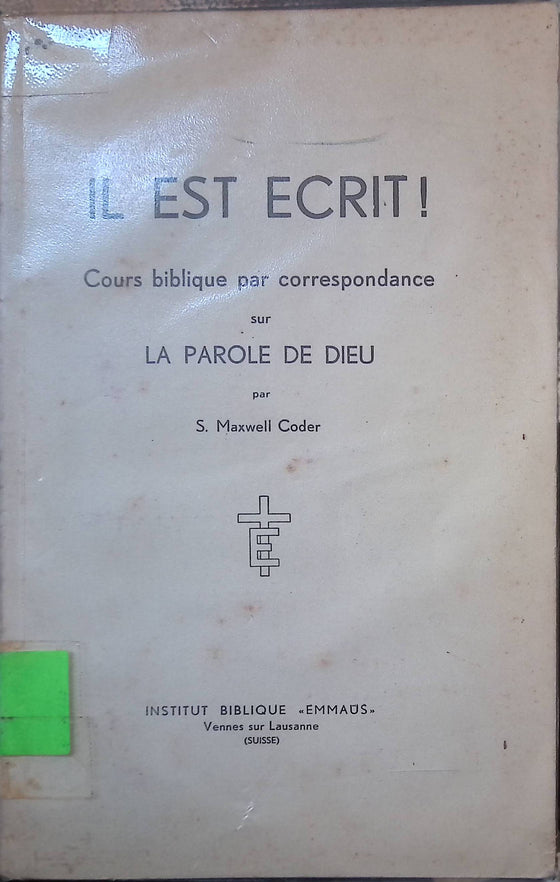 IL EST ECRIT!
Cours biblique par correspondance
sur
LA PAROLE DE DIEU
par
S. Maxwell Coder
E
INSTITUT BIBLIQUE «EMMAÜS»
Vennes sur Lausanne
(SUISSE)